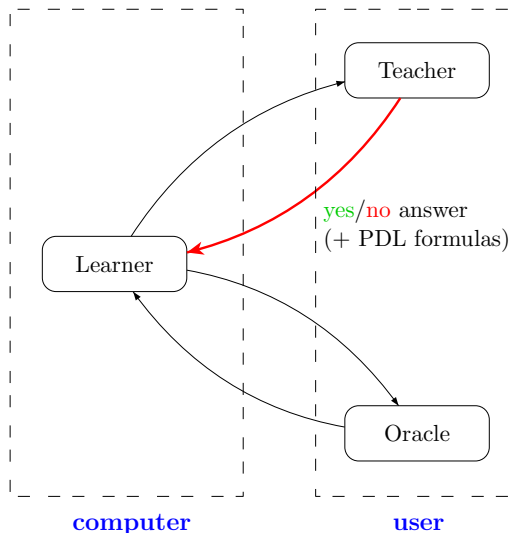 Teacher
yes/no answer
(+ PDL formulas)
Learner
Oracle
computer
user